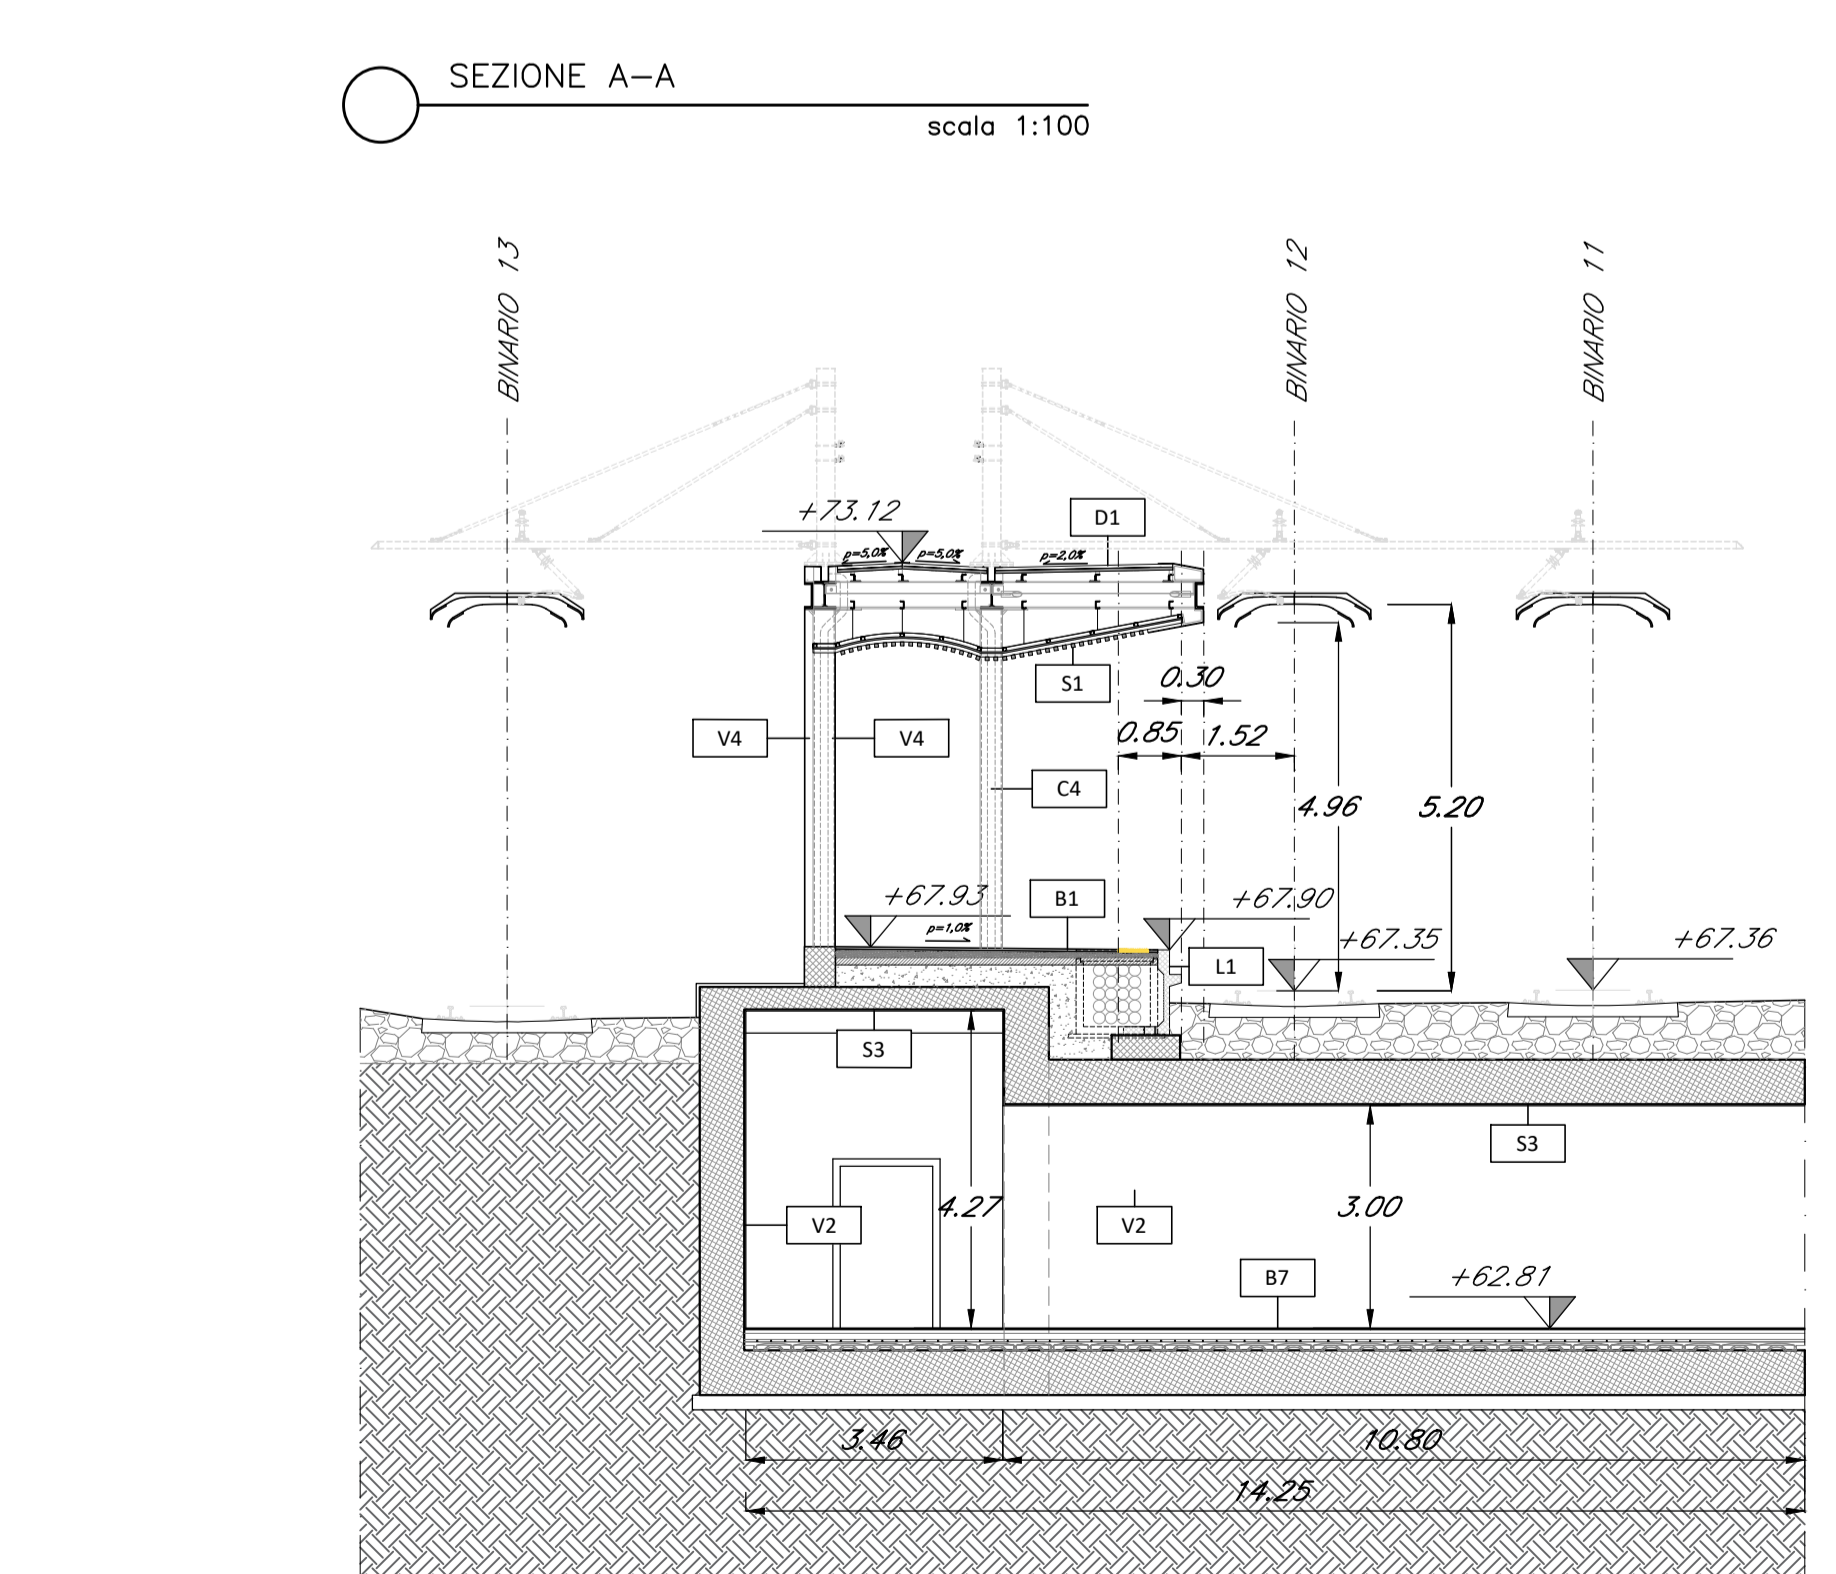 SEZIONE A-A
scala 1:100
BINARIO 13
BINARIO 12
BINARIO 11
+73.12
D1
p=5,0%
p=5,0%
p=2,0%
S1
0.30
V4
V4
0.85
1.52
C4
4.96
5.20
+67.93
B1
+67.90
p=1,0%
+67.35
+67.36
L1
S3
S3
V2
4.27
V2
3.00
B7
+62.81
3.46
10.80
14.25